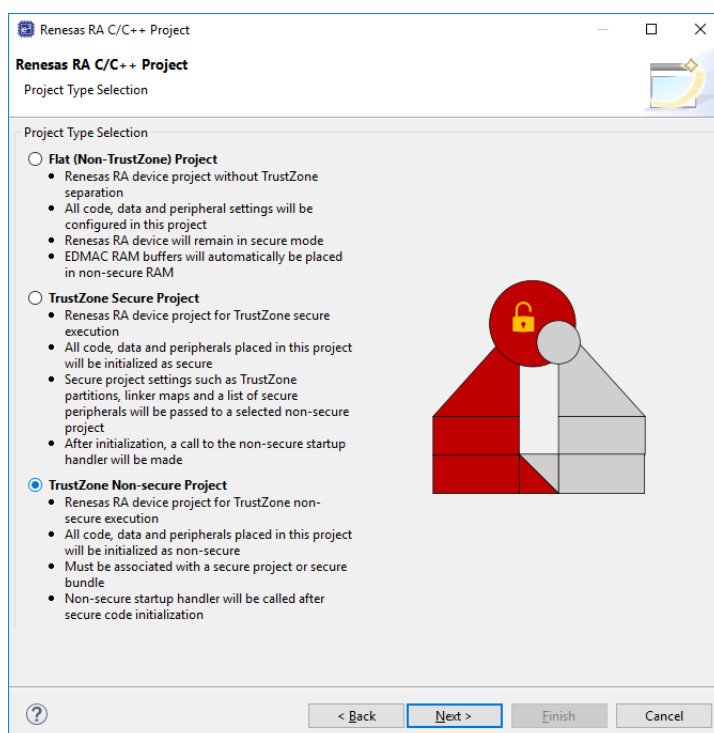 Renesas RA C/C++ Project
Renesas RA C/C++ Project
Project Type Selection
Project Type Selection
Flat (Non-TrustZone) Project
• Renesas RA device project without TrustZone
separation
• All code, data and peripheral settings will be
configured in this project
• Renesas RA device will remain in secure mode
• EDMAC RAM buffers will automatically be placed
in non-secure RAM
TrustZone Secure Project
• Renesas RA device project for TrustZone secure
execution
• All code, data and peripherals placed in this project
will be initialized as secure
• Secure project settings such as TrustZone
partitions, linker maps and a list of secure
peripherals will be passed to a selected non-secure
project
• After initialization, a call to the non-secure startup
handler will be made
TrustZone Non-secure Project
• Renesas RA device project for TrustZone non-
secure execution
• All code, data and peripherals placed in this project
will be initialized as non-secure
• Must be associated with a secure project or secure
bundle
• Non-secure startup handler will be called after
secure code initialization
? < Back Next > Finish Cancel